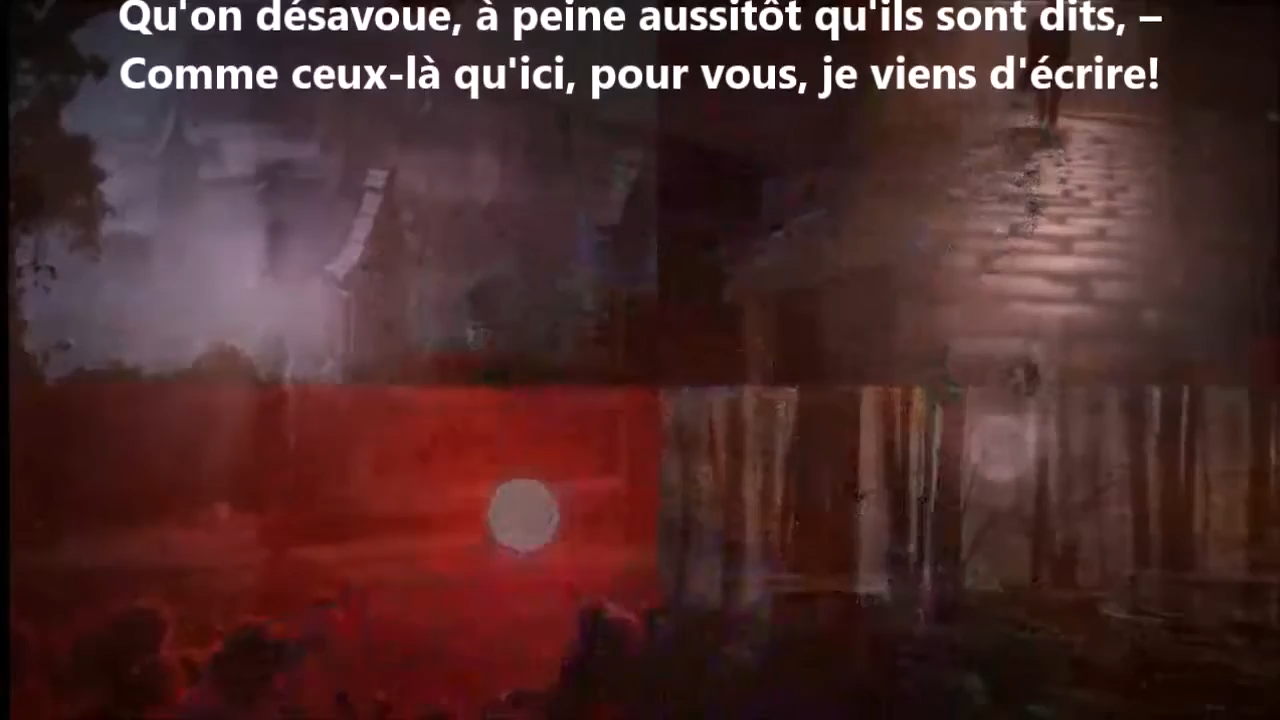 Qu'on désavoue, à peine aussitôt qu'ils sont dits, –
Comme ceux-là qu'ici, pour vous, je viens d'écrire!